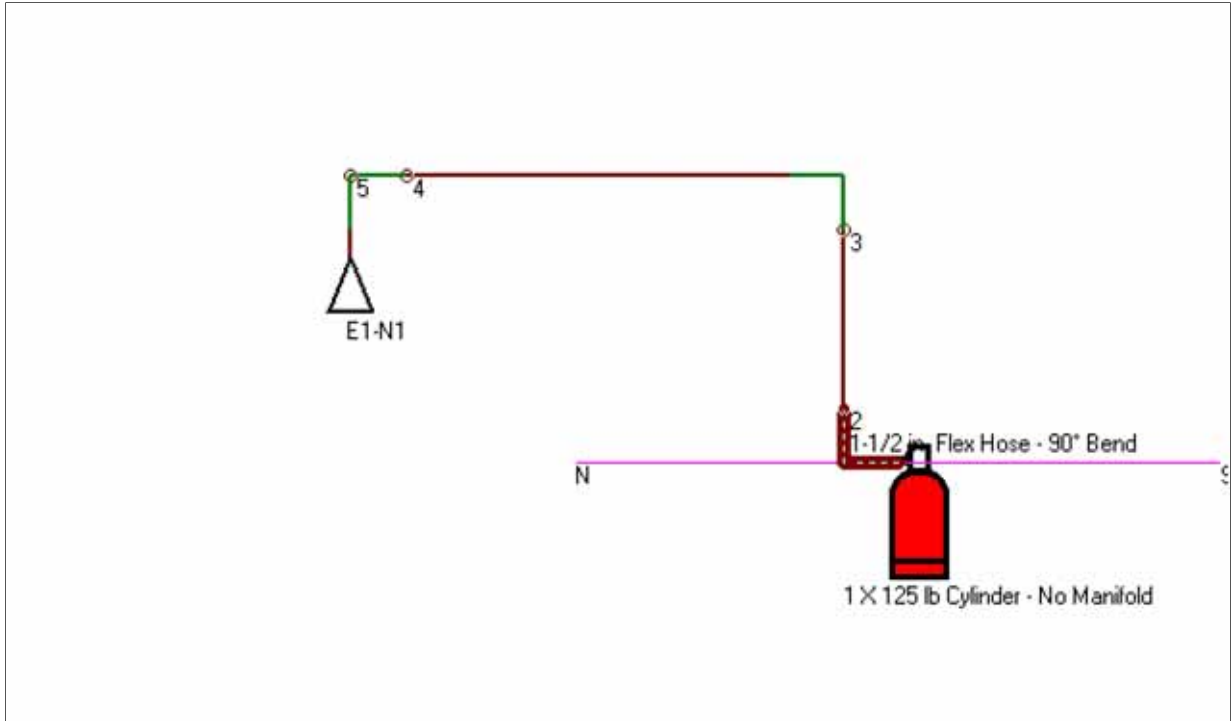 5
4
3
2
1-1/2 in. Flex Hose - 90° Bend
N
S
E1-N1
1 X 125 lb Cylinder - No Manifold